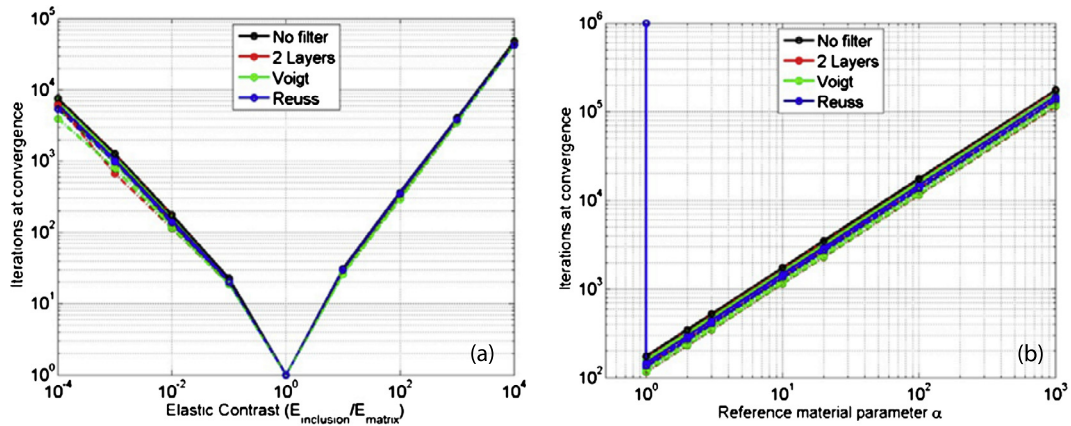 (a)
10^5
10^4
10^3
10^2
10^1
10^0
Iterations at convergence
No filter
2 Layers
Voigt
Reuss
10^-4
10^-2
10^0
10^2
10^4
Elastic Contrast (E_inclusion/E_matrix)
(b)
10^6
10^5
10^4
10^3
10^2
Iterations at convergence
No filter
2 Layers
Voigt
Reuss
10^0
10^1
10^2
10^3
Reference material parameter α